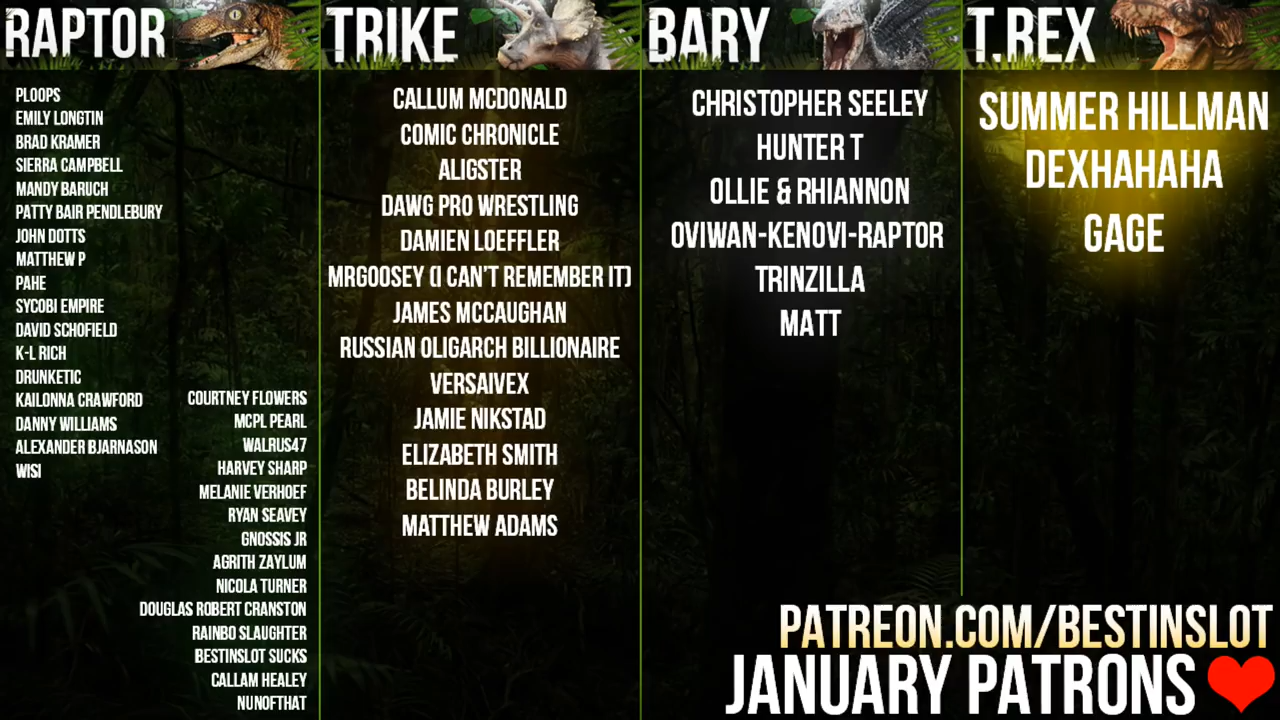 RAPTOR
PLOOPS
EMILY LONGTIN
BRAD KRAMER
SIERRA CAMPBELL
MANDY BARUCH
PATTY BAIR PENDLEBURY
JOHN DOTTS
MATTHEW P
PAHE
SYCOBI EMPIRE
DAVID SCHOFIELD
K-L RICH
DRUNKETIC
KAILONNA CRAWFORD
DANNY WILLIAMS
ALEXANDER BJARNASON
WISI
COURTNEY FLOWERS
MCPL PEARL
WALRUS47
HARVEY SHARP
MELANIE VERHOEF
RYAN SEAVEY
GNOSSIS JR
AGRITH ZAYLUM
NICOLA TURNER
DOUGLAS ROBERT CRANSTON
RAINBO SLAUGHTER
BESTINSLOT SUCKS
CALLAM HEALEY
NUNOFTHAT
TRIKE
CALLUM MCDONALD
COMIC CHRONICLE
ALIGSTER
DAWG PRO WRESTLING
DAMIEN LOEFFLER
MRGOOSEY (I CAN'T REMEMBER IT)
JAMES MCCAUGHAN
RUSSIAN OLIGARCH BILLIONAIRE
VERSAIVEX
JAMIE NIKSTAD
ELIZABETH SMITH
BELINDA BURLEY
MATTHEW ADAMS
BARY
CHRISTOPHER SEELEY
HUNTER T
OLLIE & RHIANNON
OVIWAN-KENOVI-RAPTOR
TRINZILLA
MATT
T.REX
SUMMER HILLMAN
DEXHAHAHA
GAGE
PATREON.COM/BESTINSLOT
JANUARY PATRONS